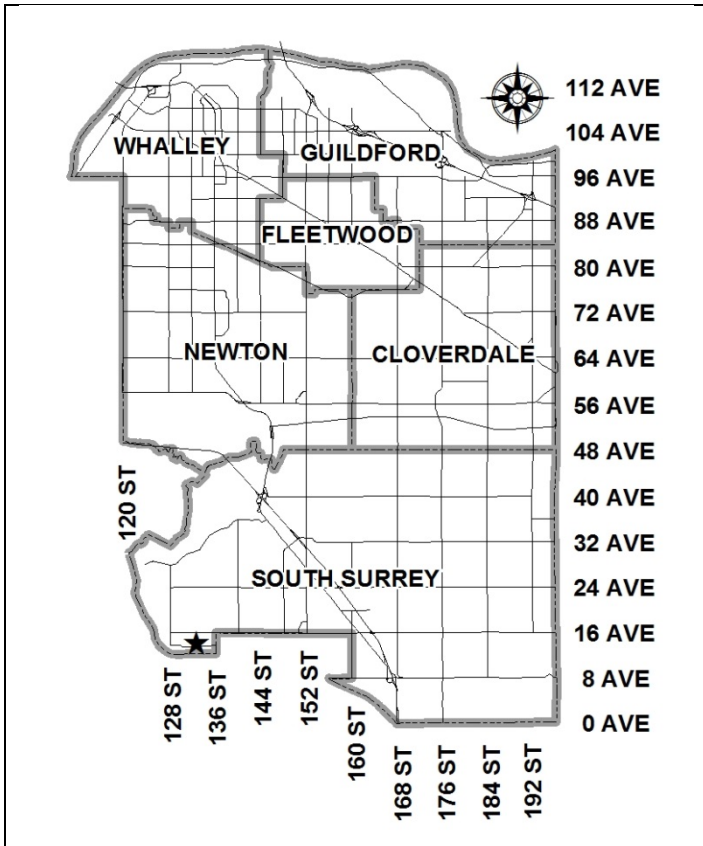 112 AVE
104 AVE
WHALLEY
GUILDFORD
96 AVE
88 AVE
FLEETWOOD
80 AVE
72 AVE
NEWTON
CLOVERDALE
64 AVE
56 AVE
48 AVE
120 ST
40 AVE
32 AVE
SOUTH SURREY
24 AVE
16 AVE
128 ST
136 ST
144 ST
152 ST
160 ST
8 AVE
0 AVE
168 ST
176 ST
184 ST
192 ST